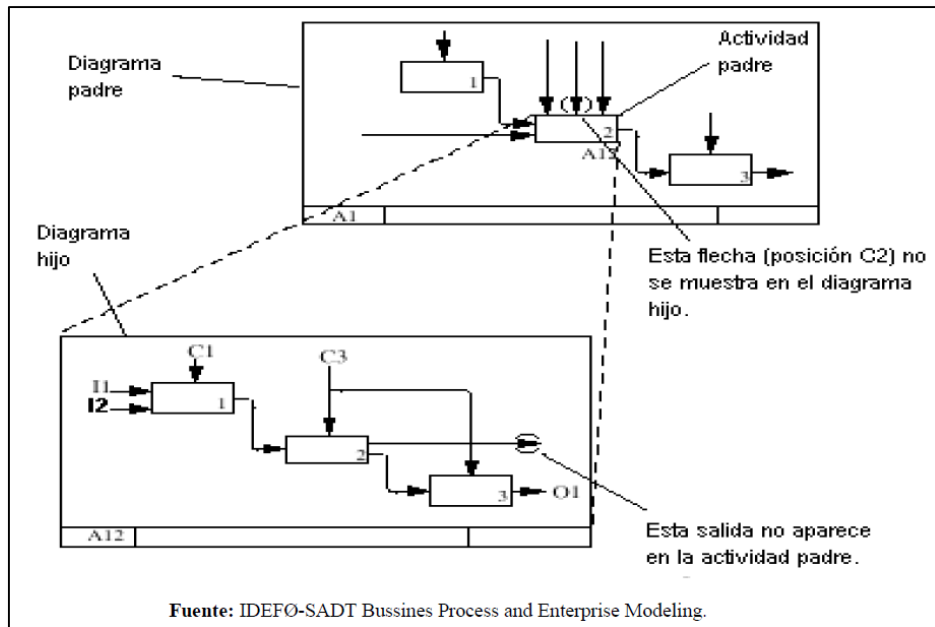 Diagrama
padre
Actividad
padre
1
2
A12
3
A1
Diagrama
hijo
Esta flecha (posición C2) no
se muestra en el diagrama
hijo.
C1
C3
I1
I2
1
2
3
O1
A12
Esta salida no aparece
en la actividad padre.
Fuente: IDEFØ-SADT Bussines Process and Enterprise Modeling.